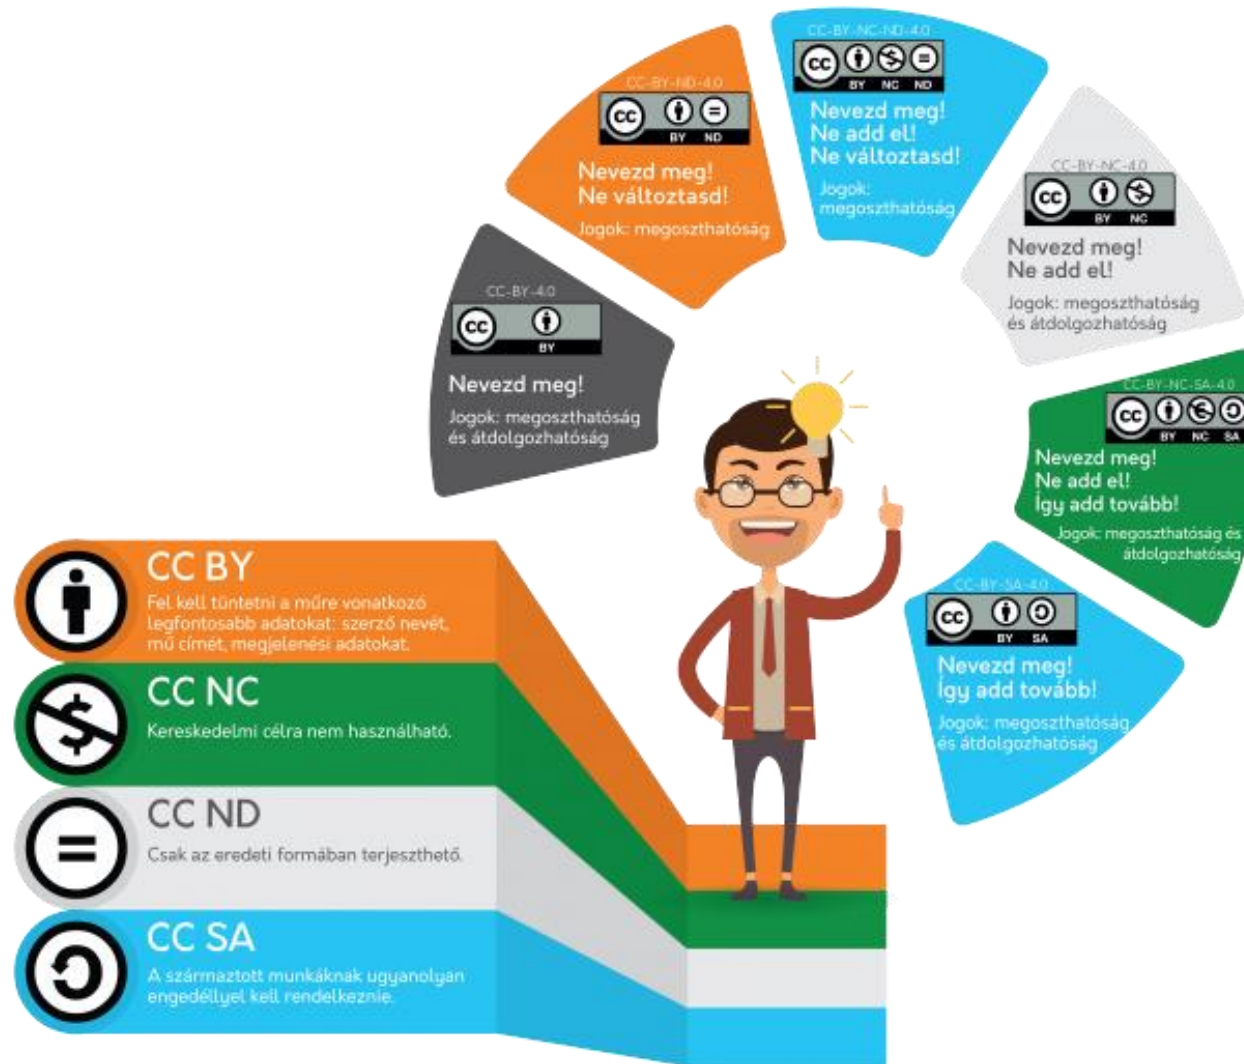 CC-BY-4.0
cc
BY
Nevezd meg!
Jogok: megoszthatóság
és átdolgozhatóság
CC-BY-ND-4.0
cc
BY ND
Nevezd meg!
Ne változtasd!
Jogok: megoszthatóság
CC-BY-NC-ND-4.0
cc
BY NC ND
Nevezd meg!
Ne add el!
Ne változtasd!
Jogok:
megoszthatóság
CC-BY-NC-4.0
cc
BY NC
Nevezd meg!
Ne add el!
Jogok: megoszthatóság
és átdolgozhatóság
CC-BY-NC-SA-4.0
cc
BY NC SA
Nevezd meg!
Ne add el!
Így add tovább!
Jogok: megoszthatóság és
átdolgozhatóság
CC-BY-SA-4.0
cc
BY SA
Nevezd meg!
Így add tovább!
Jogok: megoszthatóság
és átdolgozhatóság
CC BY
Fel kell tüntetni a műre vonatkozó
legfontosabb adatokat: szerző nevét,
mű címét, megjelenési adatokat.
CC NC
Kereskedelmi célra nem használható.
CC ND
Csak az eredeti formában terjeszthető.
CC SA
A származtott munkáknak ugyanolyan
engedéllyel kell rendelkeznie.